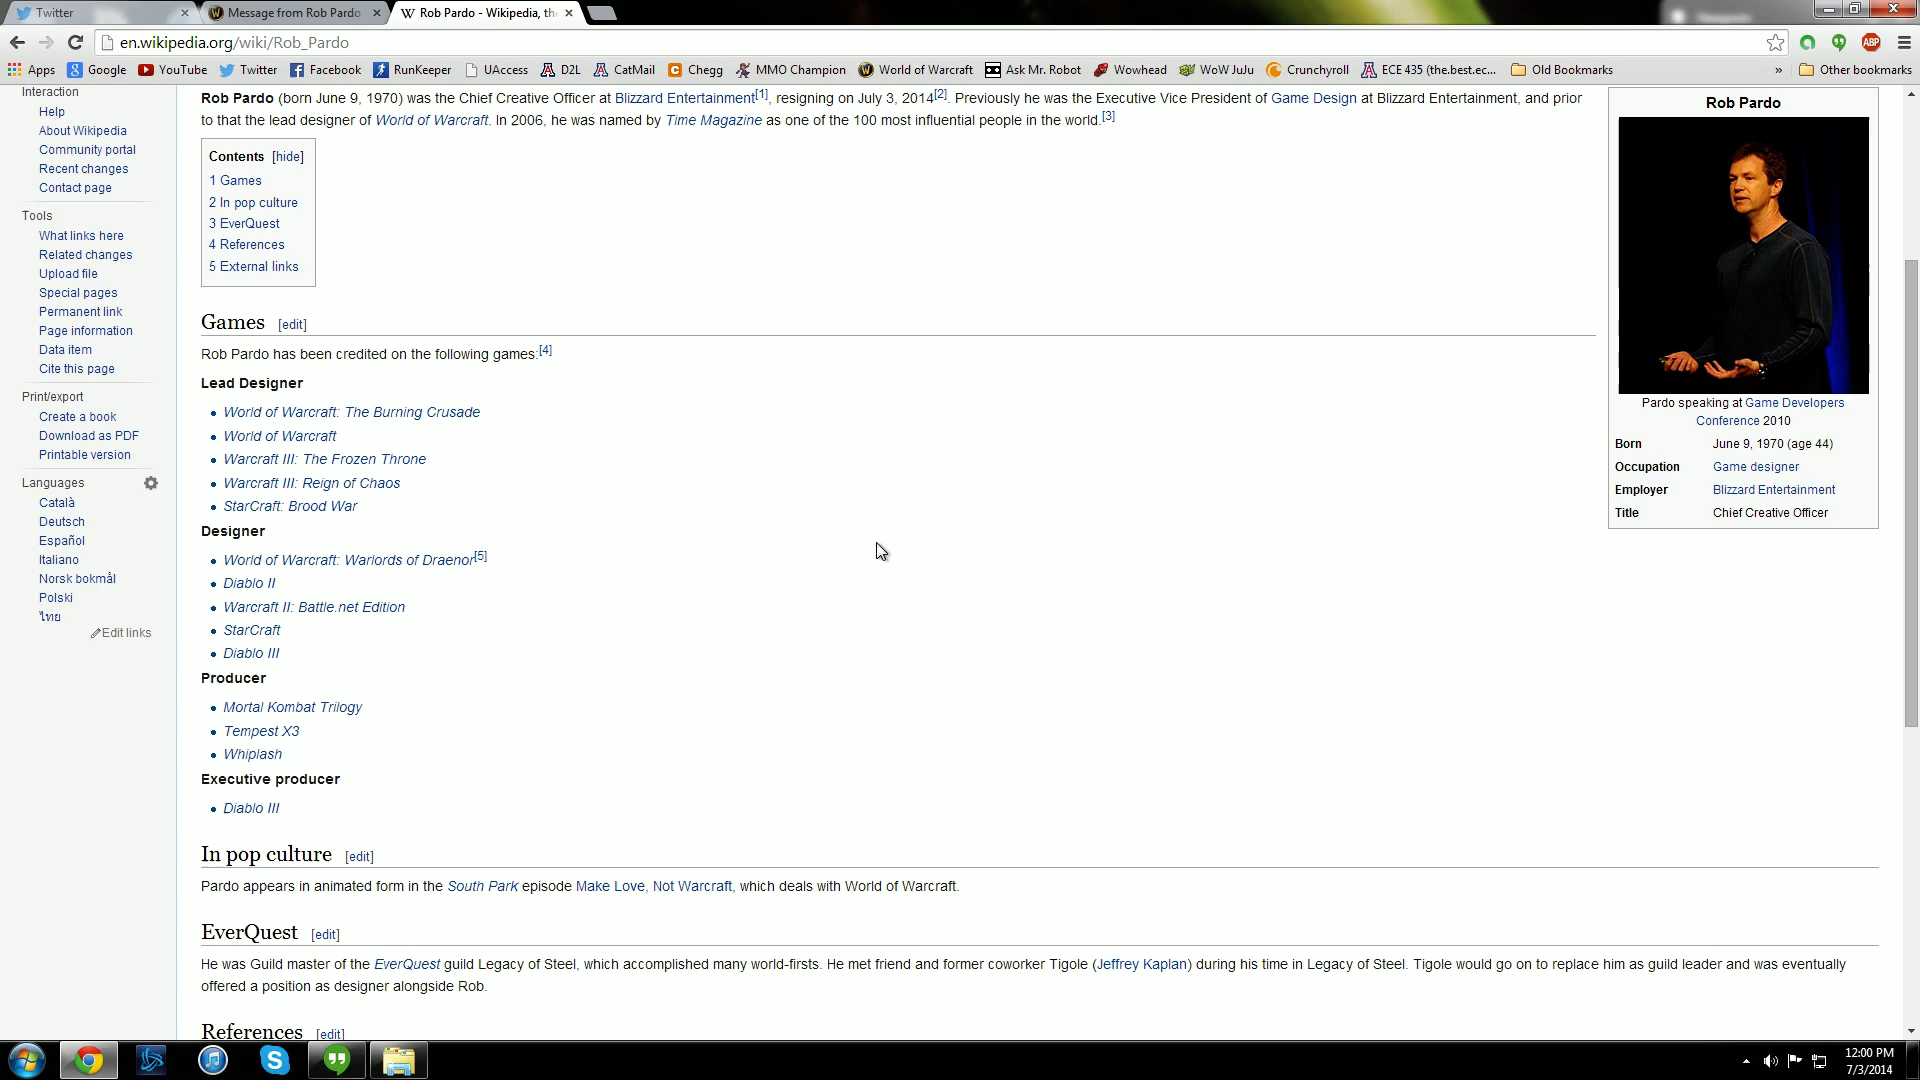 Twitter
Message from Rob Pardo
Rob Pardo - Wikipedia, th
en.wikipedia.org/wiki/Rob_Pardo
ABP
Apps Google YouTube Twitter Facebook RunKeeper UAccess D2L CatMail Chegg MMO Champion World of Warcraft Ask Mr. Robot Wowhead WoW JuJu Crunchyroll ECE 435 (the.best.ec... Old Bookmarks » Other bookmarks
Interaction
Help
About Wikipedia
Community portal
Recent changes
Contact page
Tools
What links here
Related changes
Upload file
Special pages
Permanent link
Page information
Data item
Cite this page
Print/export
Create a book
Download as PDF
Printable version
Languages
Català
Deutsch
Español
Italiano
Norsk bokmål
Polski
ไทย
Edit links
Rob Pardo (born June 9, 1970) was the Chief Creative Officer at Blizzard Entertainment[1], resigning on July 3, 2014[2]. Previously he was the Executive Vice President of Game Design at Blizzard Entertainment, and prior
to that the lead designer of World of Warcraft. In 2006, he was named by Time Magazine as one of the 100 most influential people in the world.[3]
Contents [hide]
1 Games
2 In pop culture
3 EverQuest
4 References
5 External links
Games [edit]
Rob Pardo has been credited on the following games:[4]
Lead Designer
World of Warcraft: The Burning Crusade
World of Warcraft
Warcraft III: The Frozen Throne
Warcraft III: Reign of Chaos
StarCraft: Brood War
Designer
World of Warcraft: Warlords of Draenor[5]
Diablo II
Warcraft II: Battle.net Edition
StarCraft
Diablo III
Producer
Mortal Kombat Trilogy
Tempest X3
Whiplash
Executive producer
Diablo III
In pop culture [edit]
Pardo appears in animated form in the South Park episode Make Love, Not Warcraft, which deals with World of Warcraft.
EverQuest [edit]
He was Guild master of the EverQuest guild Legacy of Steel, which accomplished many world-firsts. He met friend and former coworker Tigole (Jeffrey Kaplan) during his time in Legacy of Steel. Tigole would go on to replace him as guild leader and was eventually
offered a position as designer alongside Rob.
References [edit]
Rob Pardo
Pardo speaking at Game Developers
Conference 2010
Born June 9, 1970 (age 44)
Occupation Game designer
Employer Blizzard Entertainment
Title Chief Creative Officer
12:00 PM
7/3/2014